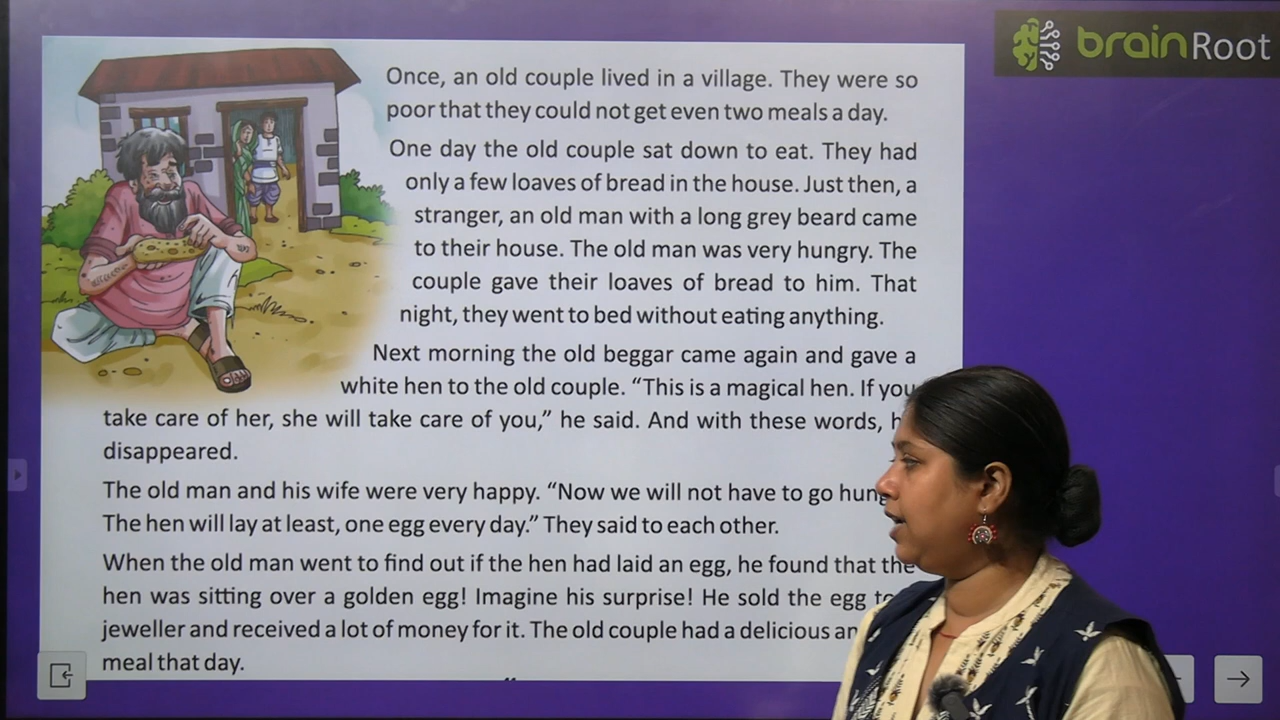 brainRoot
Once, an old couple lived in a village. They were so
poor that they could not get even two meals a day.
One day the old couple sat down to eat. They had
only a few loaves of bread in the house. Just then, a
stranger, an old man with a long grey beard came
to their house. The old man was very hungry. The
couple gave their loaves of bread to him. That
night, they went to bed without eating anything.
Next morning the old beggar came again and gave a
white hen to the old couple. “This is a magical hen. If you
take care of her, she will take care of you,” he said. And with these words,
disappeared.
The old man and his wife were very happy. “Now we will not have to go
The hen will lay at least, one egg every day.” They said to each other.
When the old man went to find out if the hen had laid an egg, he found that the
hen was sitting over a golden egg! Imagine his surprise! He sold the egg
jeweller and received a lot of money for it. The old couple had a delicious
meal that day.